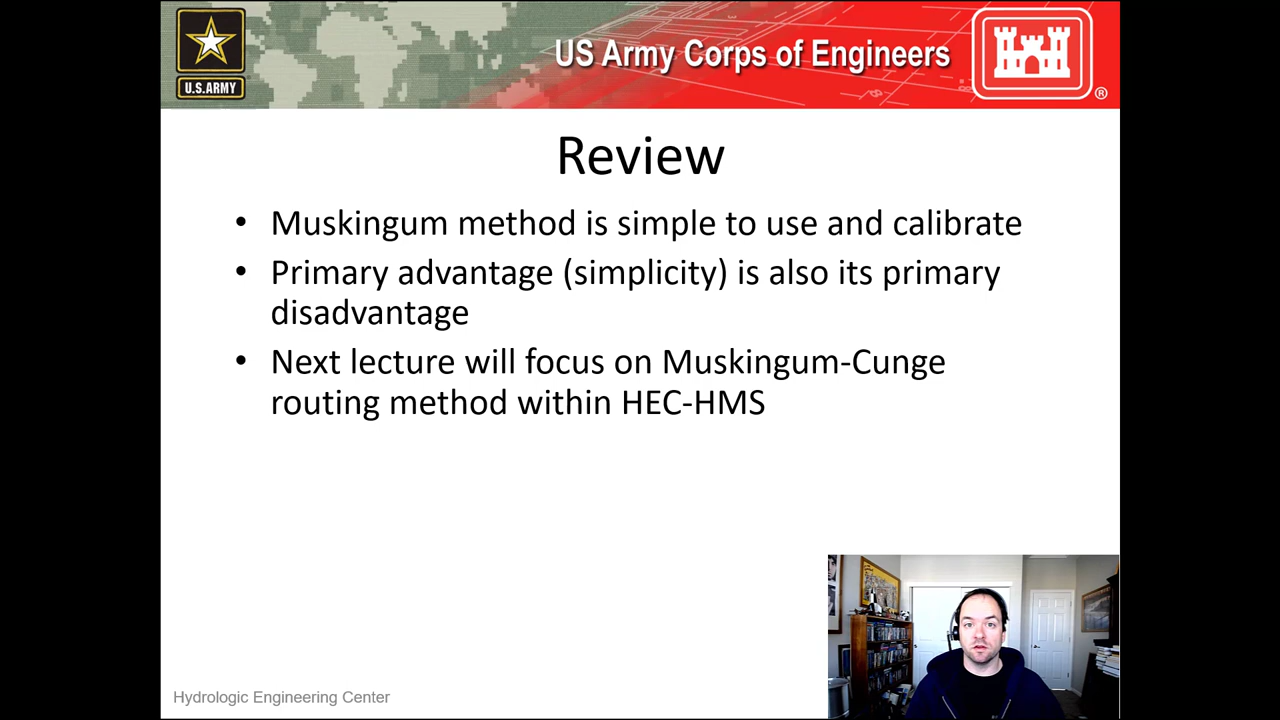 US Army Corps of Engineers
U.S.ARMY
®
Review
• Muskingum method is simple to use and calibrate
• Primary advantage (simplicity) is also its primary
disadvantage
• Next lecture will focus on Muskingum-Cunge
routing method within HEC-HMS
Hydrologic Engineering Center